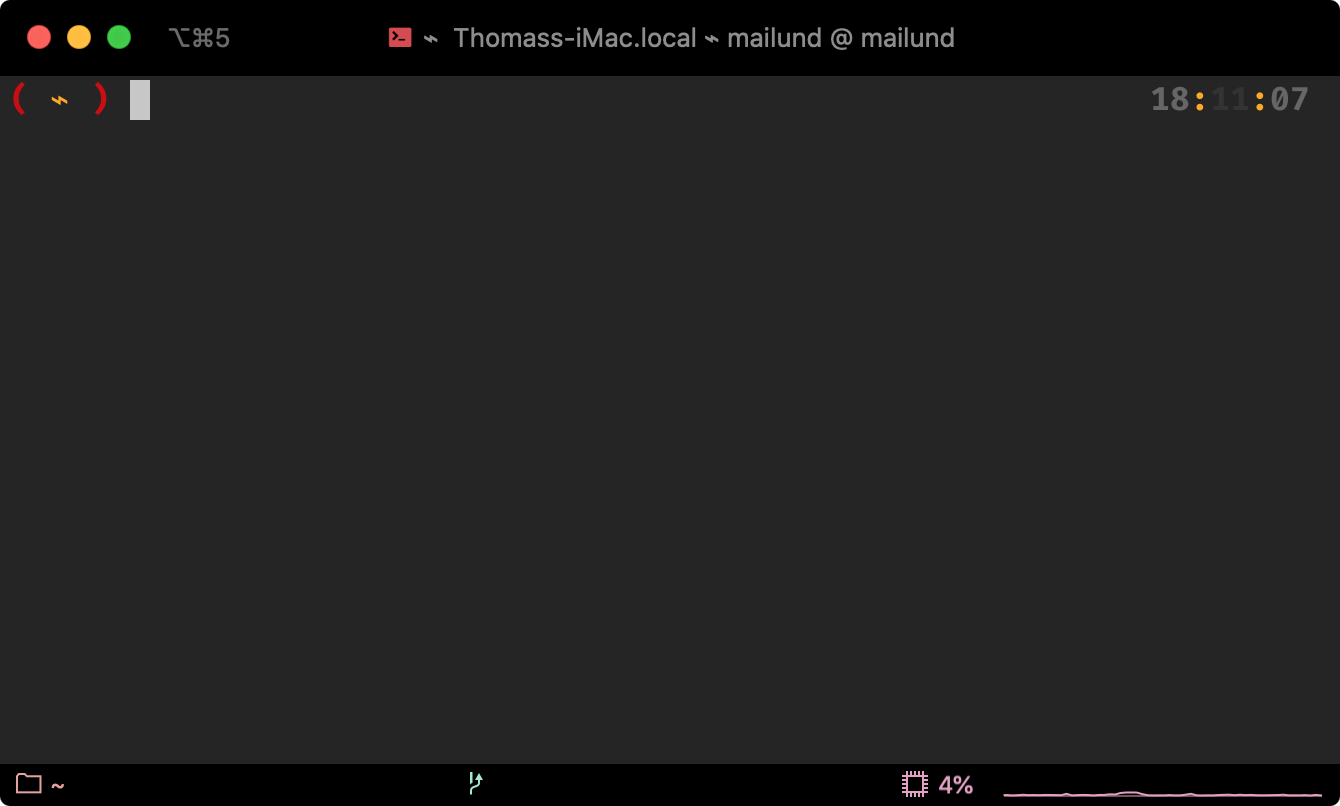 ⌥⌘5 ⌁ Thomass-iMac.local ⌁ mailund @ mailund
( ⌁ ) 18:11:07
~ 4%